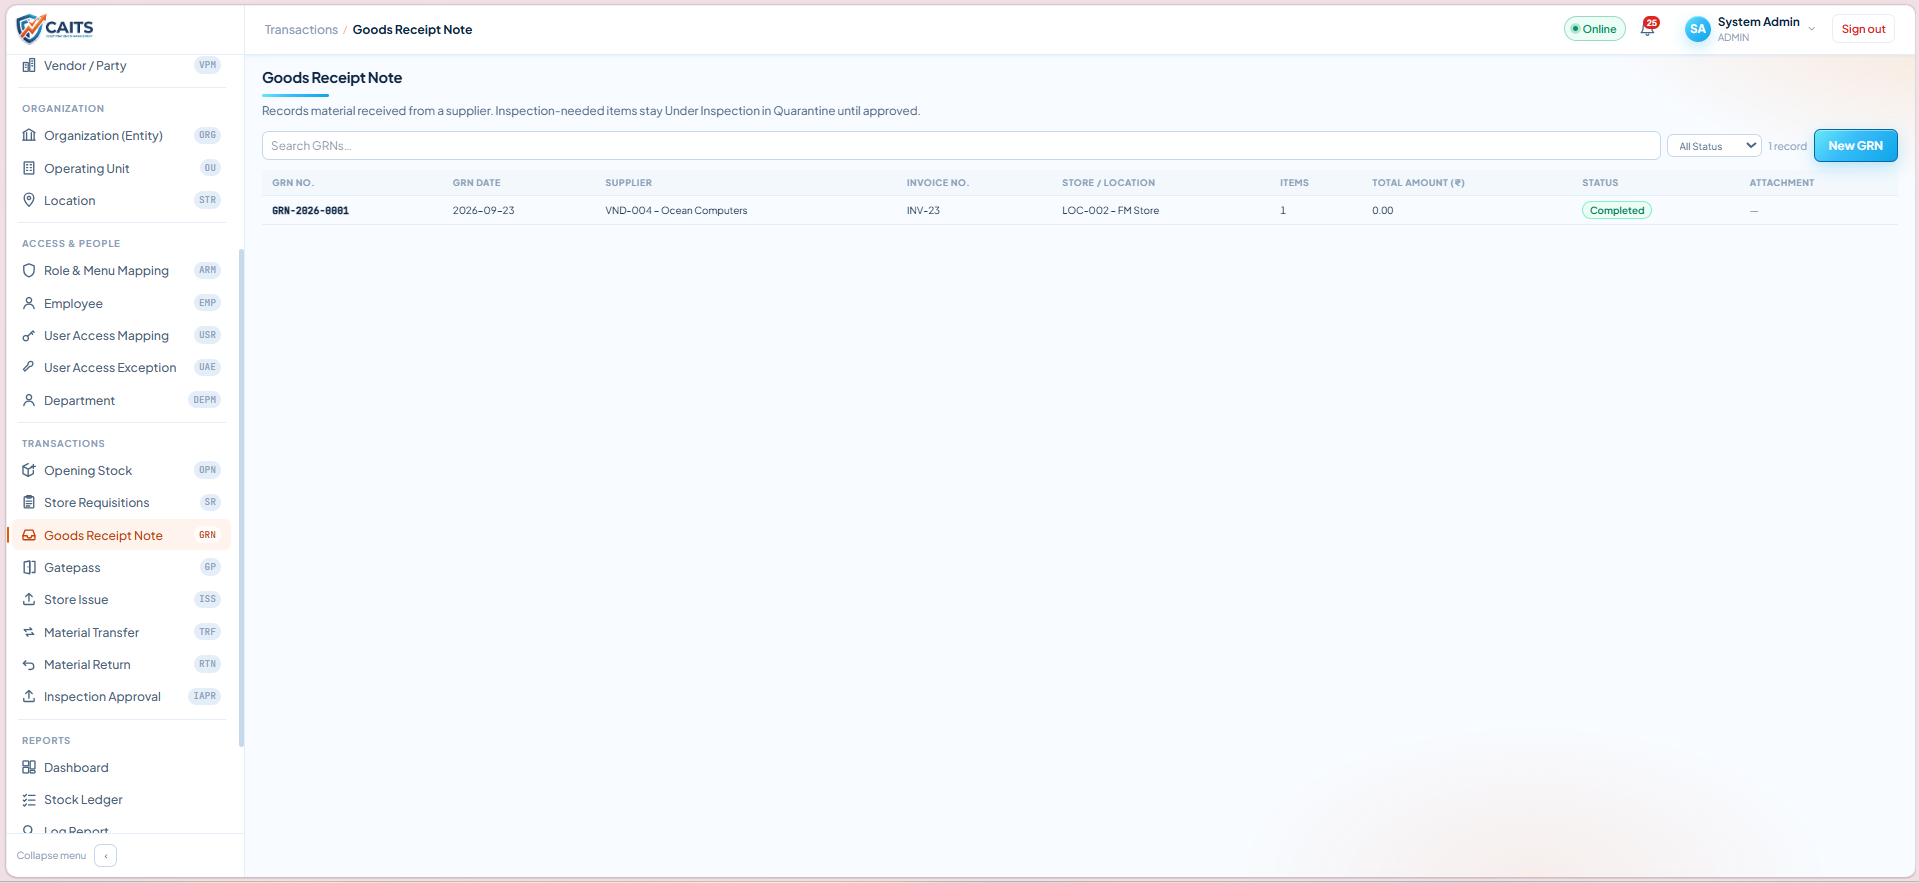 CAITS
Transactions / Goods Receipt Note
Online
25
SA
System Admin
ADMIN
Sign out
Vendor / Party VPM
ORGANIZATION
Organization (Entity) ORG
Operating Unit OU
Location STR
ACCESS & PEOPLE
Role & Menu Mapping ARM
Employee EMP
User Access Mapping USR
User Access Exception UAE
Department DEPM
TRANSACTIONS
Opening Stock OPN
Store Requisitions SR
Goods Receipt Note GRN
Gatepass GP
Store Issue ISS
Material Transfer TRF
Material Return RTN
Inspection Approval IAPR
REPORTS
Dashboard
Stock Ledger
Log Report
Collapse menu ‹
Goods Receipt Note
Records material received from a supplier. Inspection-needed items stay Under Inspection in Quarantine until approved.
Search GRNs...
All Status
1 record
New GRN
GRN NO. GRN DATE SUPPLIER INVOICE NO. STORE / LOCATION ITEMS TOTAL AMOUNT (₹) STATUS ATTACHMENT
GRN-2026-0001 2026-09-23 VND-004 – Ocean Computers INV-23 LOC-002 – FM Store 1 0.00 Completed —